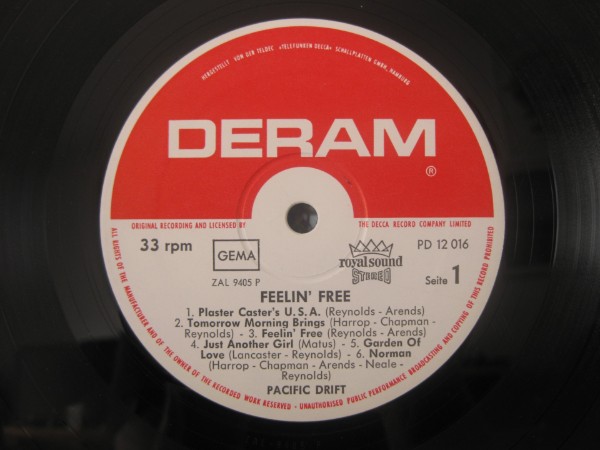 HERGESTELLT VON DER TELDEC »TELEFUNKEN DECCA« SCHALLPLATTEN GMBH, HAMBURG
DERAM
®
ORIGINAL RECORDING AND LICENSED BY THE DECCA RECORD COMPANY LIMITED
33 rpm
GEMA
ZAL 9405 P
royal sound
STEREO
PD 12 016
Seite 1
FEELIN' FREE
1. Plaster Caster's U.S.A. (Reynolds - Arends)
2. Tomorrow Morning Brings (Harrop - Chapman -
Reynolds) - 3. Feelin' Free (Reynolds - Arends)
4. Just Another Girl (Matus) - 5. Garden Of
Love (Lancaster - Reynolds) - 6. Norman
(Harrop - Chapman - Arends - Neale -
Reynolds)
PACIFIC DRIFT
ALL RIGHTS OF THE MANUFACTURER AND OF THE OWNER OF THE RECORDED WORK RESERVED - UNAUTHORISED PUBLIC PERFORMANCE BROADCASTING AND COPYING OF THIS RECORD PROHIBITED